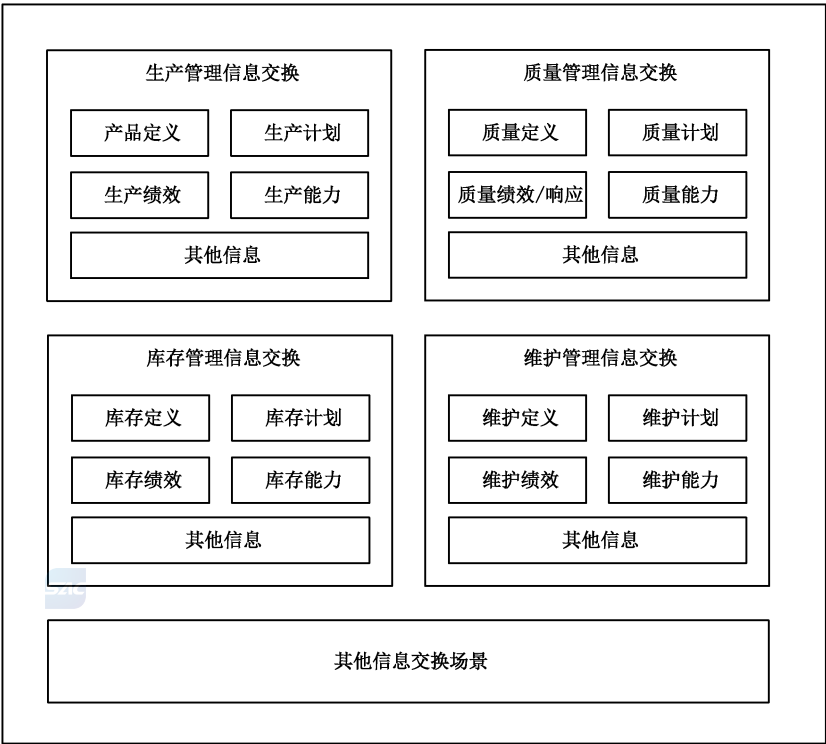 生产管理信息交换
产品定义
生产计划
生产绩效
生产能力
其他信息
质量管理信息交换
质量定义
质量计划
质量绩效/响应
质量能力
其他信息
库存管理信息交换
库存定义
库存计划
库存绩效
库存能力
其他信息
维护管理信息交换
维护定义
维护计划
维护绩效
维护能力
其他信息
其他信息交换场景